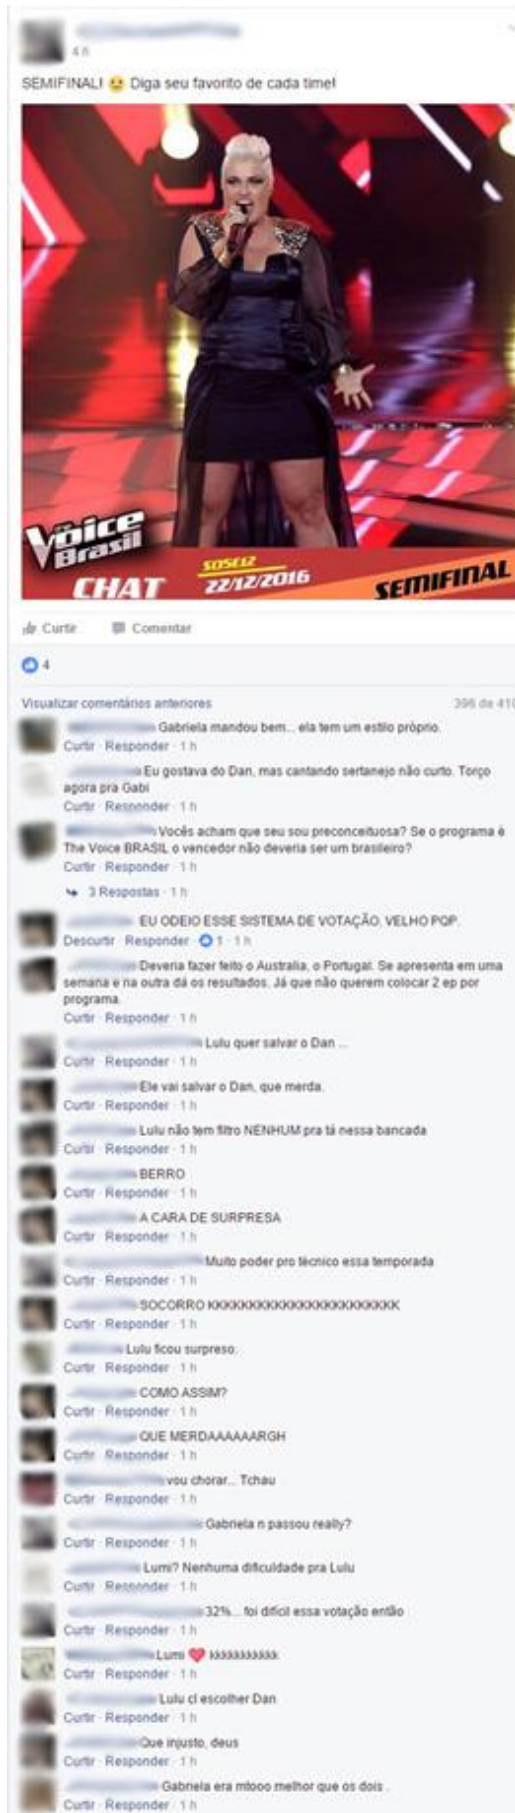 4 h
SEMIFINAL! Diga seu favorito de cada time!
The Voice
Brasil
CHAT
S05E12
22/12/2016
SEMIFINAL
Curtir Comentar
4
Visualizar comentários anteriores 396 de 410
Gabriela mandou bem... ela tem um estilo próprio.
Curtir · Responder · 1 h
Eu gostava do Dan, mas cantando sertanejo não curto. Torço
agora pra Gabi
Curtir · Responder · 1 h
Vocês acham que seu sou preconceituosa? Se o programa é
The Voice BRASIL o vencedor não deveria ser um brasileiro?
Curtir · Responder · 1 h
3 Respostas · 1 h
EU ODEIO ESSE SISTEMA DE VOTAÇÃO, VELHO PQP.
Descurtir · Responder · 1 · 1 h
Deveria fazer feito o Australia, o Portugal. Se apresenta em uma
semana e na outra dá os resultados. Já que não querem colocar 2 ep por
programa.
Curtir · Responder · 1 h
Lulu quer salvar o Dan ...
Curtir · Responder · 1 h
Ele vai salvar o Dan, que merda.
Curtir · Responder · 1 h
Lulu não tem filtro NENHUM pra tá nessa bancada
Curtir · Responder · 1 h
BERRO
Curtir · Responder · 1 h
A CARA DE SURPRESA
Curtir · Responder · 1 h
Muito poder pro técnico essa temporada
Curtir · Responder · 1 h
SOCORRO KKKKKKKKKKKKKKKKKKKKKKKK
Curtir · Responder · 1 h
Lulu ficou surpreso.
Curtir · Responder · 1 h
COMO ASSIM?
Curtir · Responder · 1 h
QUE MERDAAAAAARGH
Curtir · Responder · 1 h
vou chorar... Tchau
Curtir · Responder · 1 h
Gabriela n passou really?
Curtir · Responder · 1 h
Lumi? Nenhuma dificuldade pra Lulu
Curtir · Responder · 1 h
32%... foi difícil essa votação então
Curtir · Responder · 1 h
Lumi ❤ kkkkkkkkkkk
Curtir · Responder · 1 h
Lulu cl escolher Dan
Curtir · Responder · 1 h
Que injusto, deus
Curtir · Responder · 1 h
Gabriela era mtooo melhor que os dois .
Curtir · Responder · 1 h